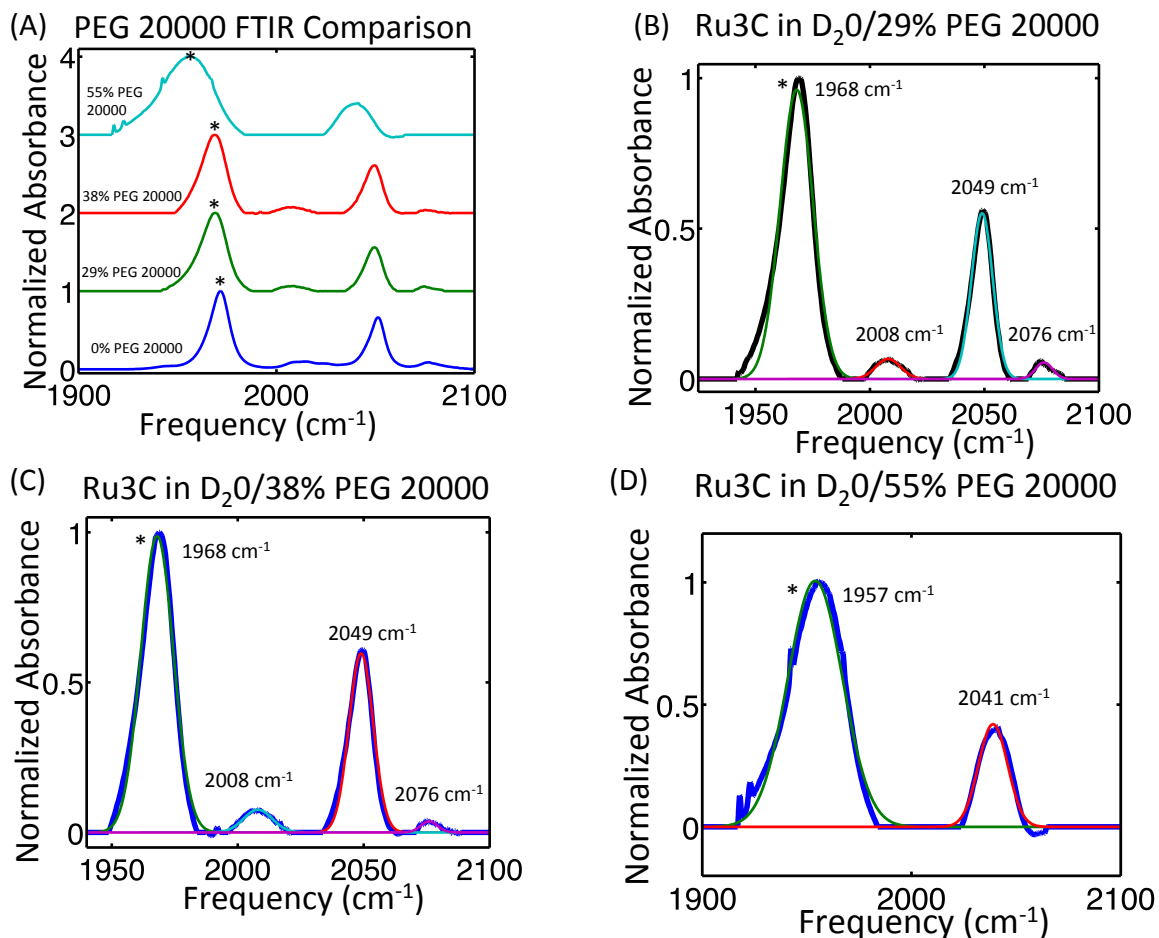 (A)
PEG 20000 FTIR Comparison
Normalized Absorbance
4
3
2
1
0
55% PEG
20000
38% PEG 20000
29% PEG 20000
0% PEG 20000
*
*
*
*
1900
2000
2100
Frequency (cm-1)
(B)
Ru3C in D20/29% PEG 20000
Normalized Absorbance
1
0.5
0
*
1968 cm-1
2008 cm-1
2049 cm-1
2076 cm-1
1950
2000
2050
2100
Frequency (cm-1)
(C)
Ru3C in D20/38% PEG 20000
Normalized Absorbance
1
0.5
0
*
1968 cm-1
2008 cm-1
2049 cm-1
2076 cm-1
1950
2000
2050
2100
Frequency (cm-1)
(D)
Ru3C in D20/55% PEG 20000
Normalized Absorbance
1
0.5
0
*
1957 cm-1
2041 cm-1
1900
2000
2100
Frequency (cm-1)